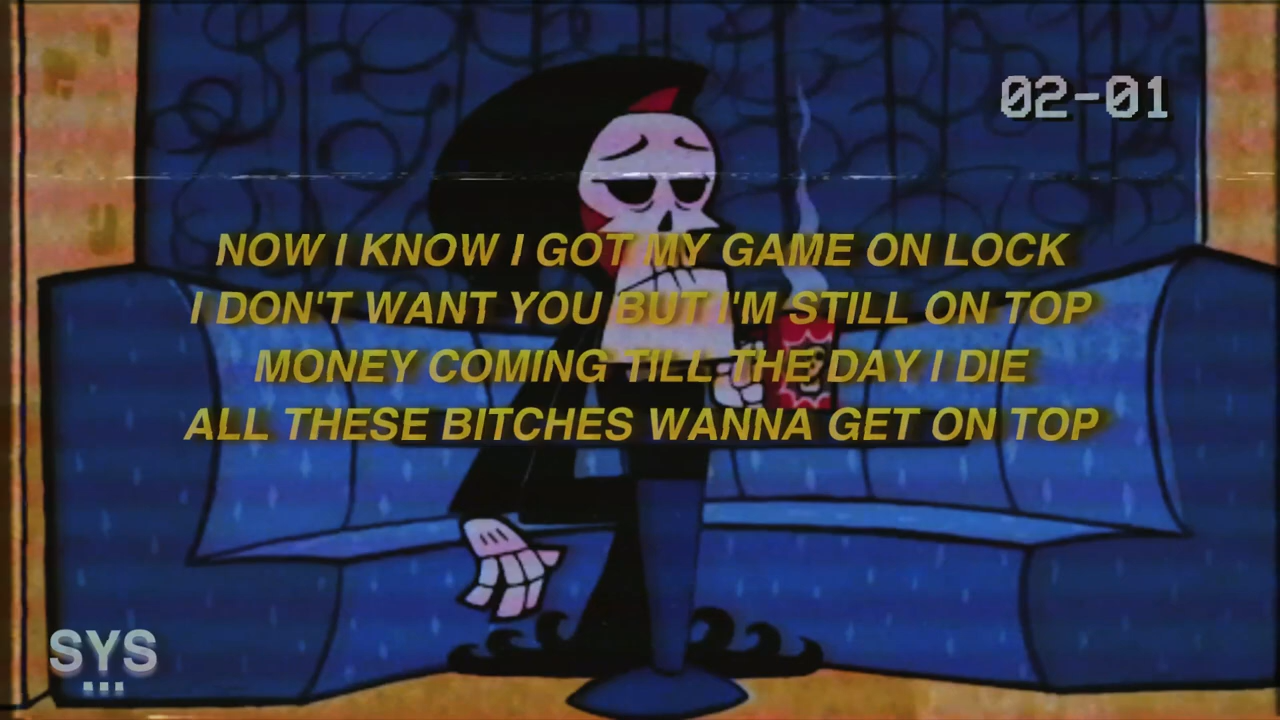 02-01
NOW I KNOW I GOT MY GAME ON LOCK
I DON'T WANT YOU BUT I'M STILL ON TOP
MONEY COMING TILL THE DAY I DIE
ALL THESE BITCHES WANNA GET ON TOP
SYS